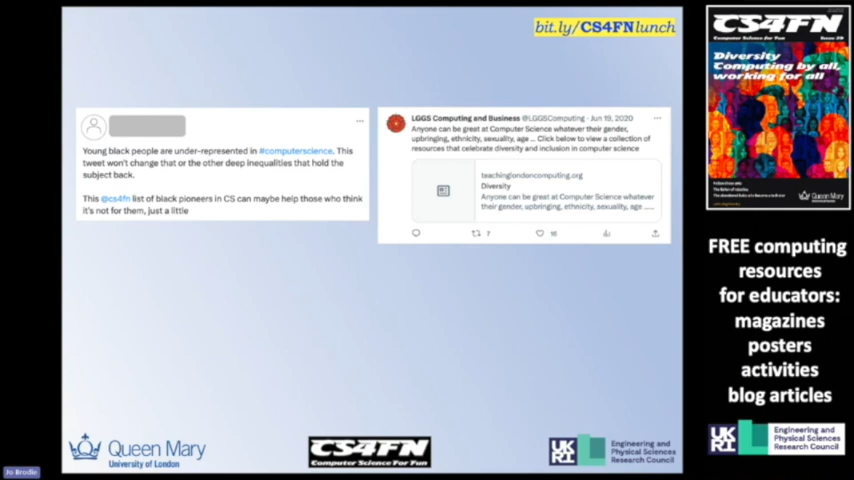 bit.ly/CS4FNlunch
Young black people are under-represented in #computerscience. This
tweet won't change that or the other deep inequalities that hold the
subject back.
This @cs4fn list of black pioneers in CS can maybe help those who think
it's not for them, just a little
LGGS Computing and Business @LGGSComputing · Jun 19, 2020
Anyone can be great at Computer Science whatever their gender,
upbringing, ethnicity, sexuality, age ... Click below to view a collection of
resources that celebrate diversity and inclusion in computer science
teachinglondoncomputing.org
Diversity
Anyone can be great at Computer Science whatever
their gender, upbringing, ethnicity, sexuality, age ......
7
16
Queen Mary
University of London
CS4FN
Computer Science For Fun
UKRI
Engineering and
Physical Sciences
Research Council
Jo Brodie
CS4FN
Computer Science for Fun
Issue 29
Diversity
Computing by all,
working for all
Queen Mary
FREE computing
resources
for educators:
magazines
posters
activities
blog articles
UKRI
Engineering and
Physical Sciences
Research Council